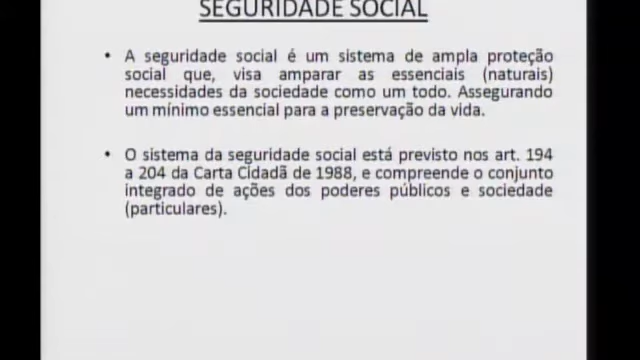 SEGURIDADE SOCIAL
• A seguridade social é um sistema de ampla proteção
social que, visa amparar as essenciais (naturais)
necessidades da sociedade como um todo. Assegurando
um mínimo essencial para a preservação da vida.
• O sistema da seguridade social está previsto nos art. 194
a 204 da Carta Cidadã de 1988, e compreende o conjunto
integrado de ações dos poderes públicos e sociedade
(particulares).